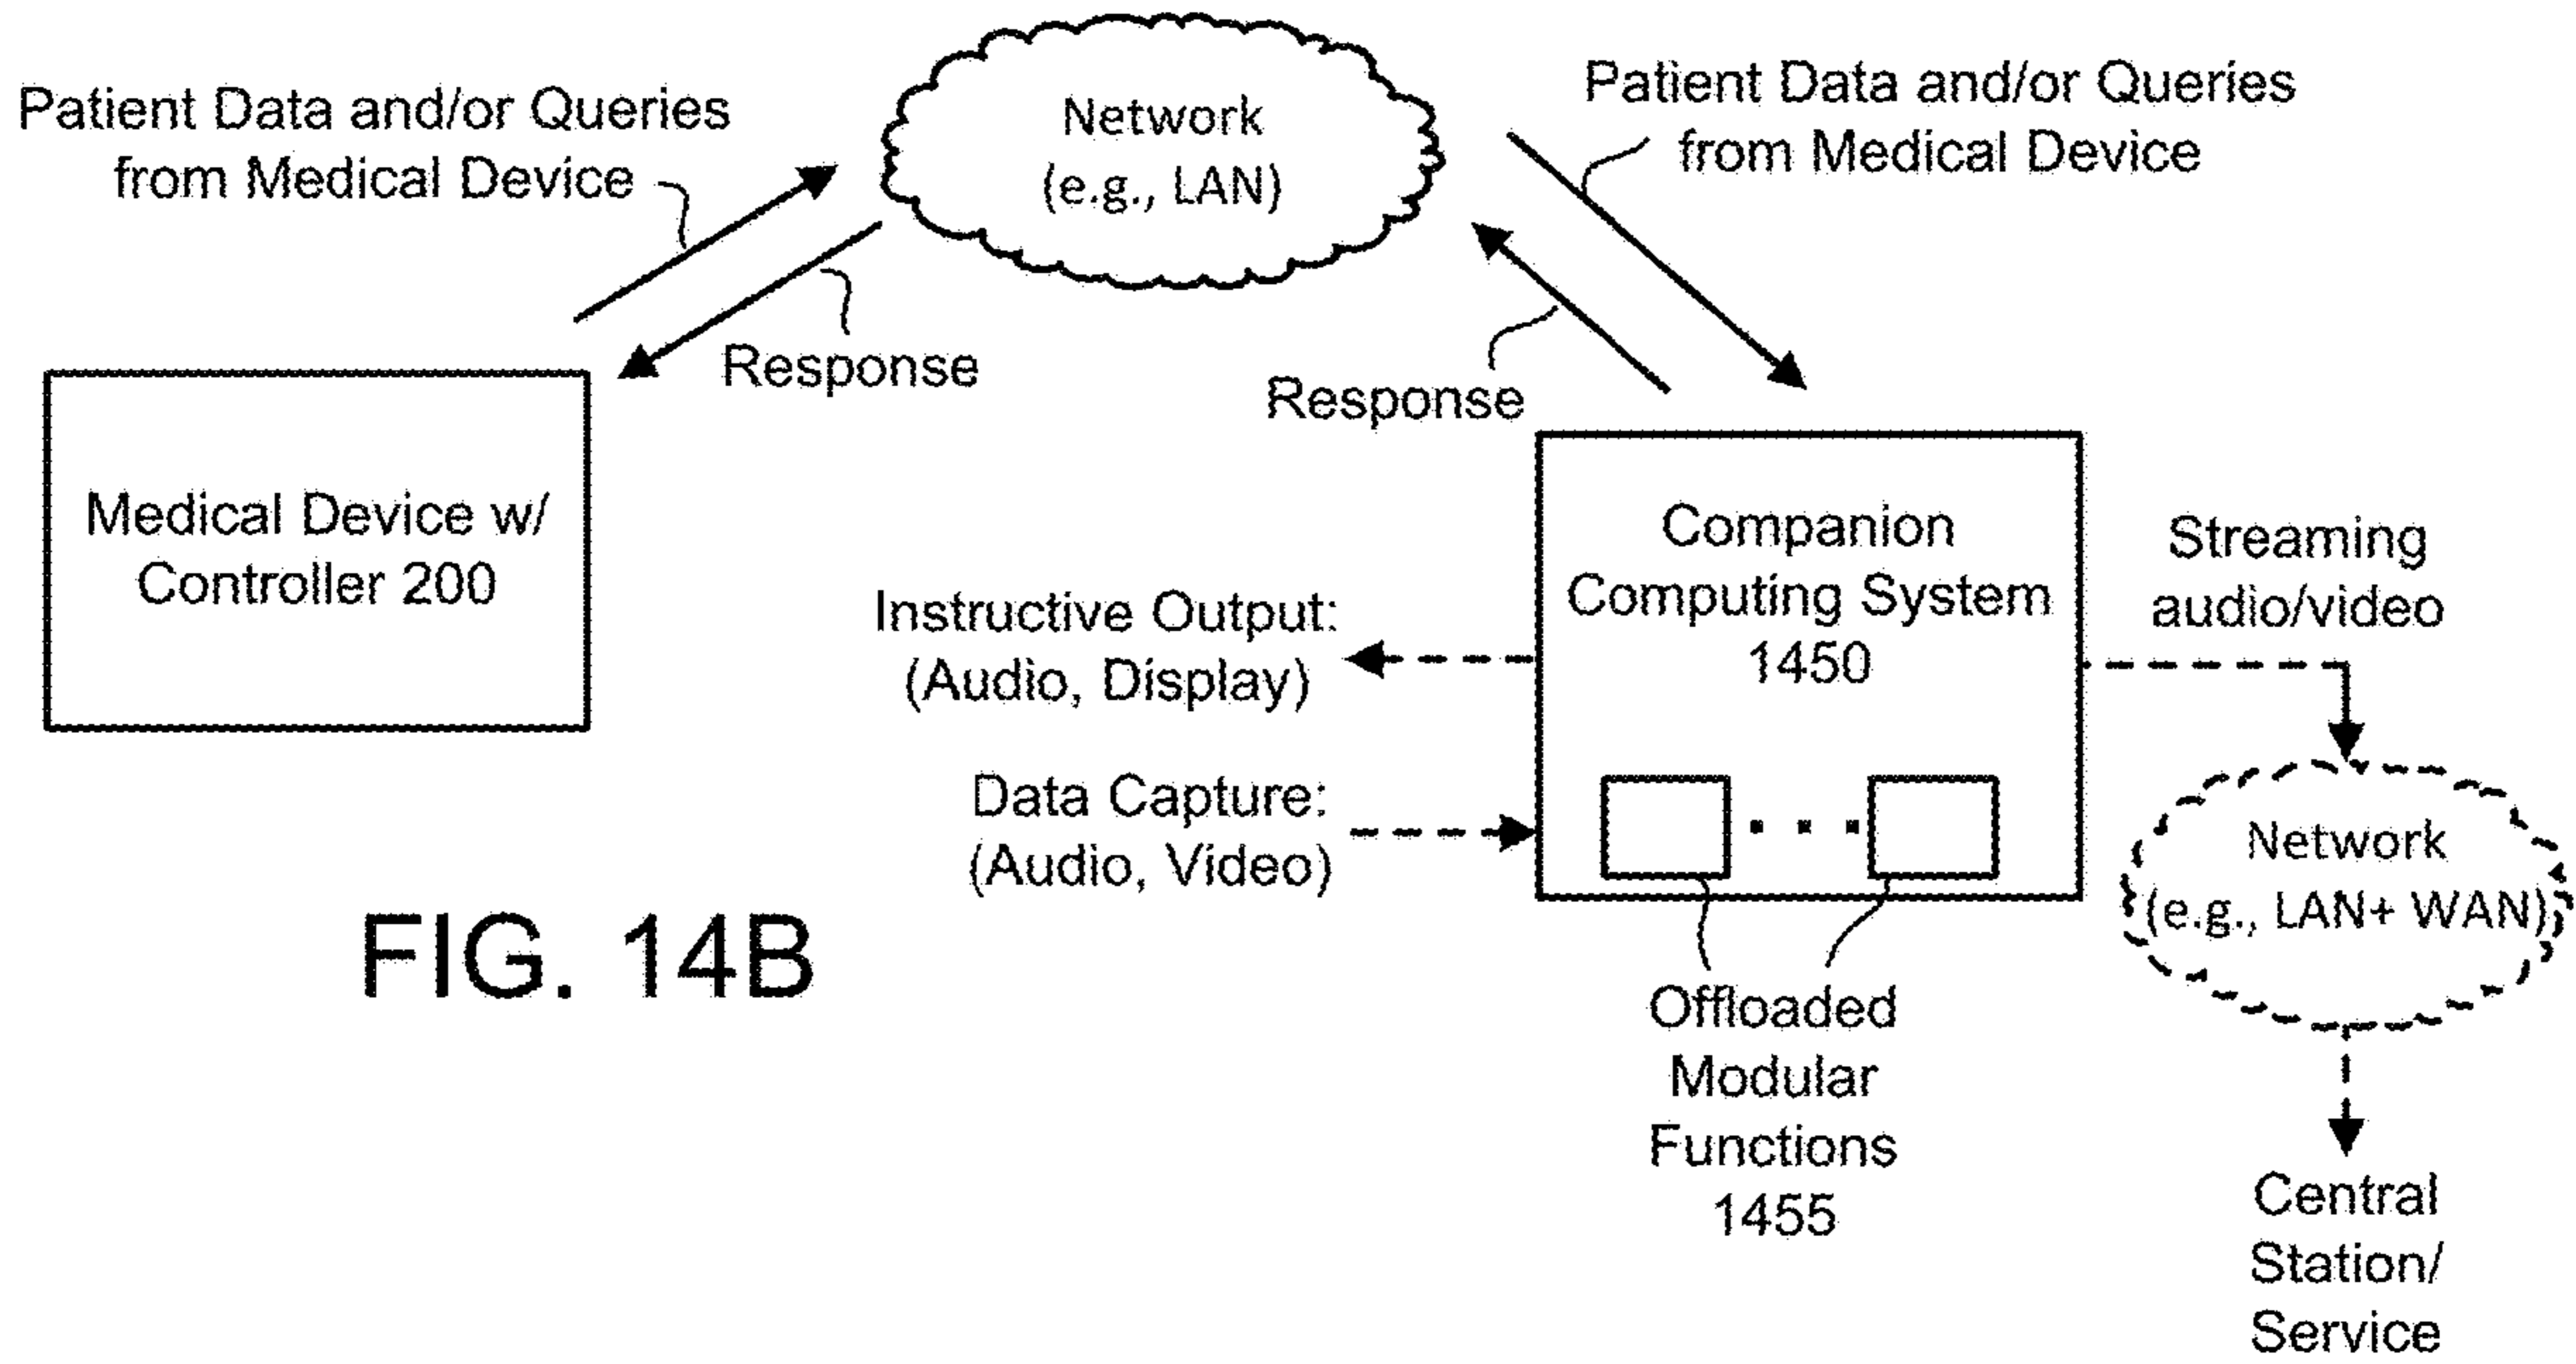 Patient Data and/or Queries
from Medical Device
Network
(e.g., LAN)
Patient Data and/or Queries
from Medical Device
Response
Response
Medical Device w/
Controller 200
Companion
Computing System
1450
Instructive Output:
(Audio, Display)
Data Capture:
(Audio, Video)
Streaming
audio/video
Network
(e.g., LAN+ WAN)
Offloaded
Modular
Functions
1455
Central
Station/
Service
FIG. 14B